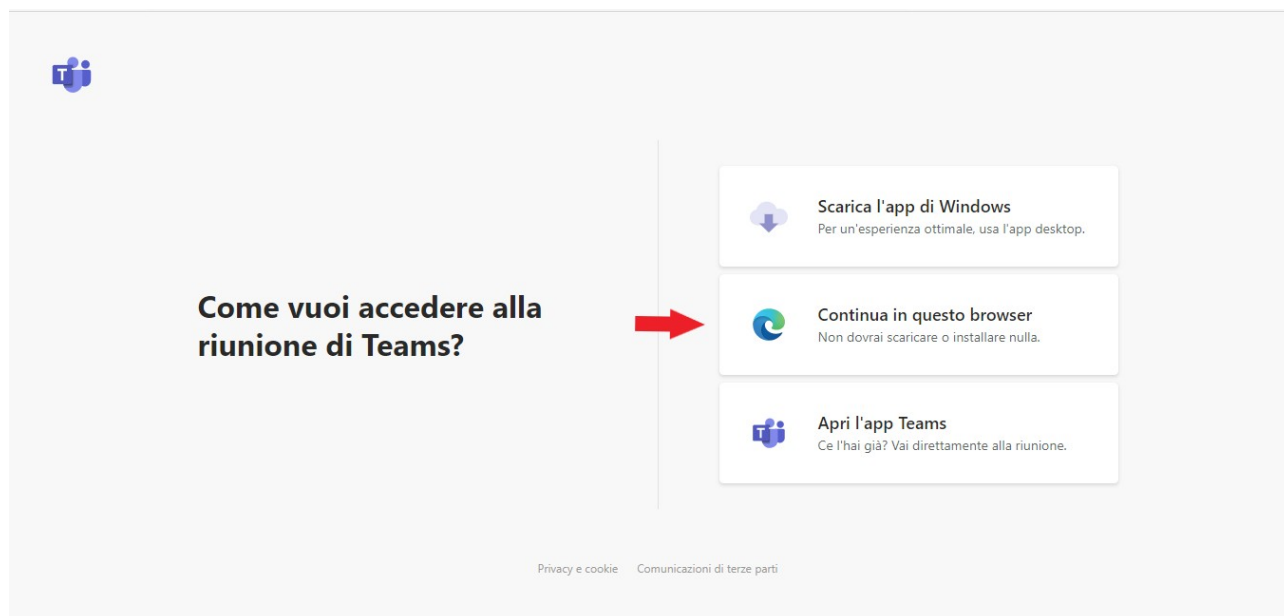 Come vuoi accedere alla
riunione di Teams?
Scarica l'app di Windows
Per un'esperienza ottimale, usa l'app desktop.
Continua in questo browser
Non dovrai scaricare o installare nulla.
Apri l'app Teams
Ce l'hai già? Vai direttamente alla riunione.
Privacy e cookie Comunicazioni di terze parti